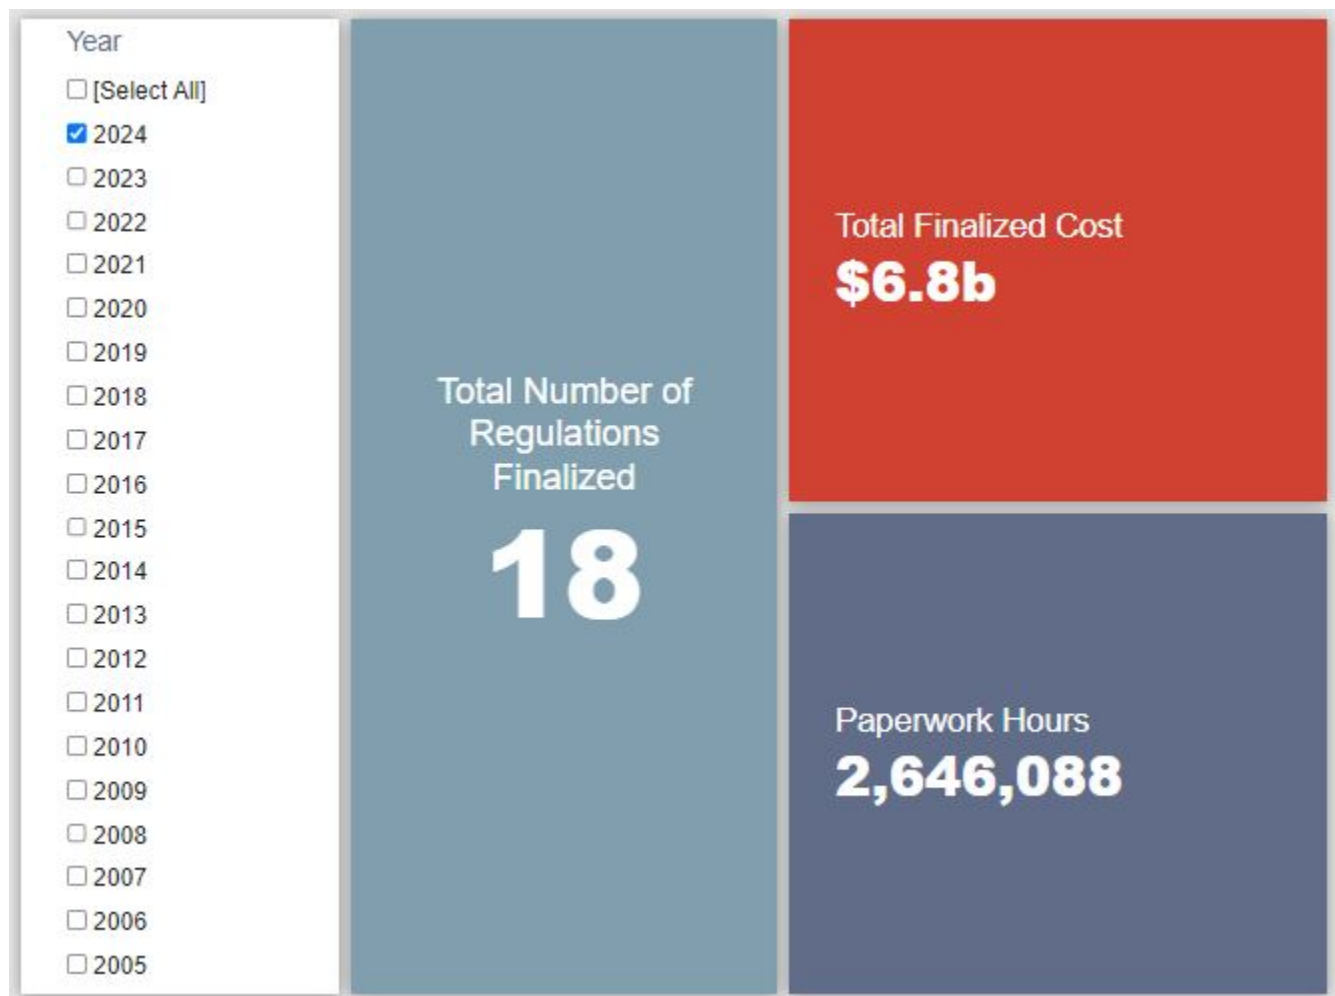 Year
[Select All]
2024
2023
2022
2021
2020
2019
2018
2017
2016
2015
2014
2013
2012
2011
2010
2009
2008
2007
2006
2005
Total Number of
Regulations
Finalized
18
Total Finalized Cost
$6.8b
Paperwork Hours
2,646,088